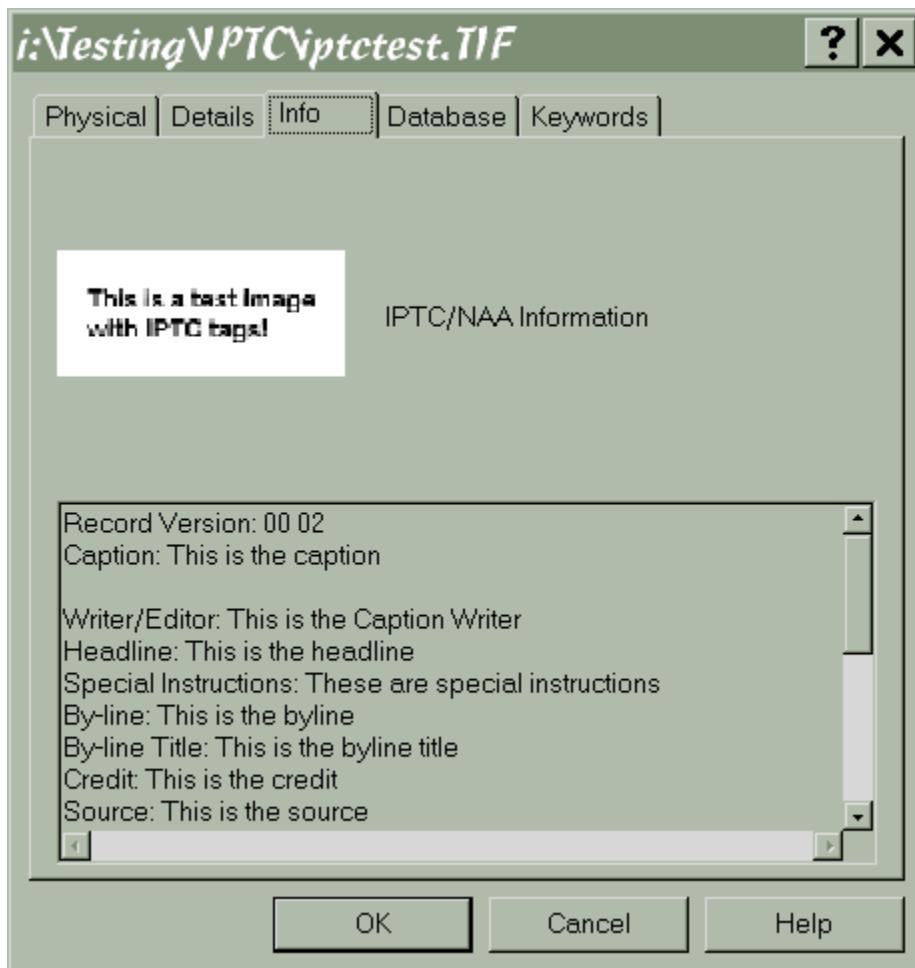 i:\Testing\IPTC\iptctest.TIF
Physical Details Info Database Keywords
This is a test image
with IPTC tags!
IPTC/NAA Information
Record Version: 00 02
Caption: This is the caption
Writer/Editor: This is the Caption Writer
Headline: This is the headline
Special Instructions: These are special instructions
By-line: This is the byline
By-line Title: This is the byline title
Credit: This is the credit
Source: This is the source
OK Cancel Help